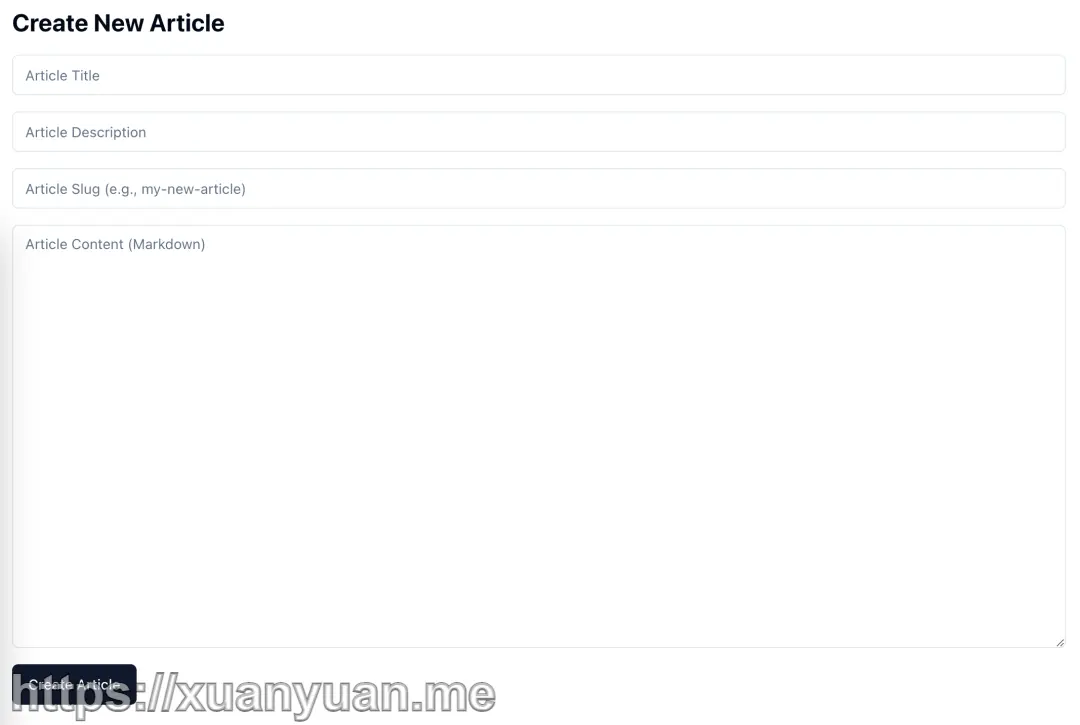 Create New Article
Article Title
Article Description
Article Slug (e.g., my-new-article)
Article Content (Markdown)
Create Article
https://xuanyuan.me